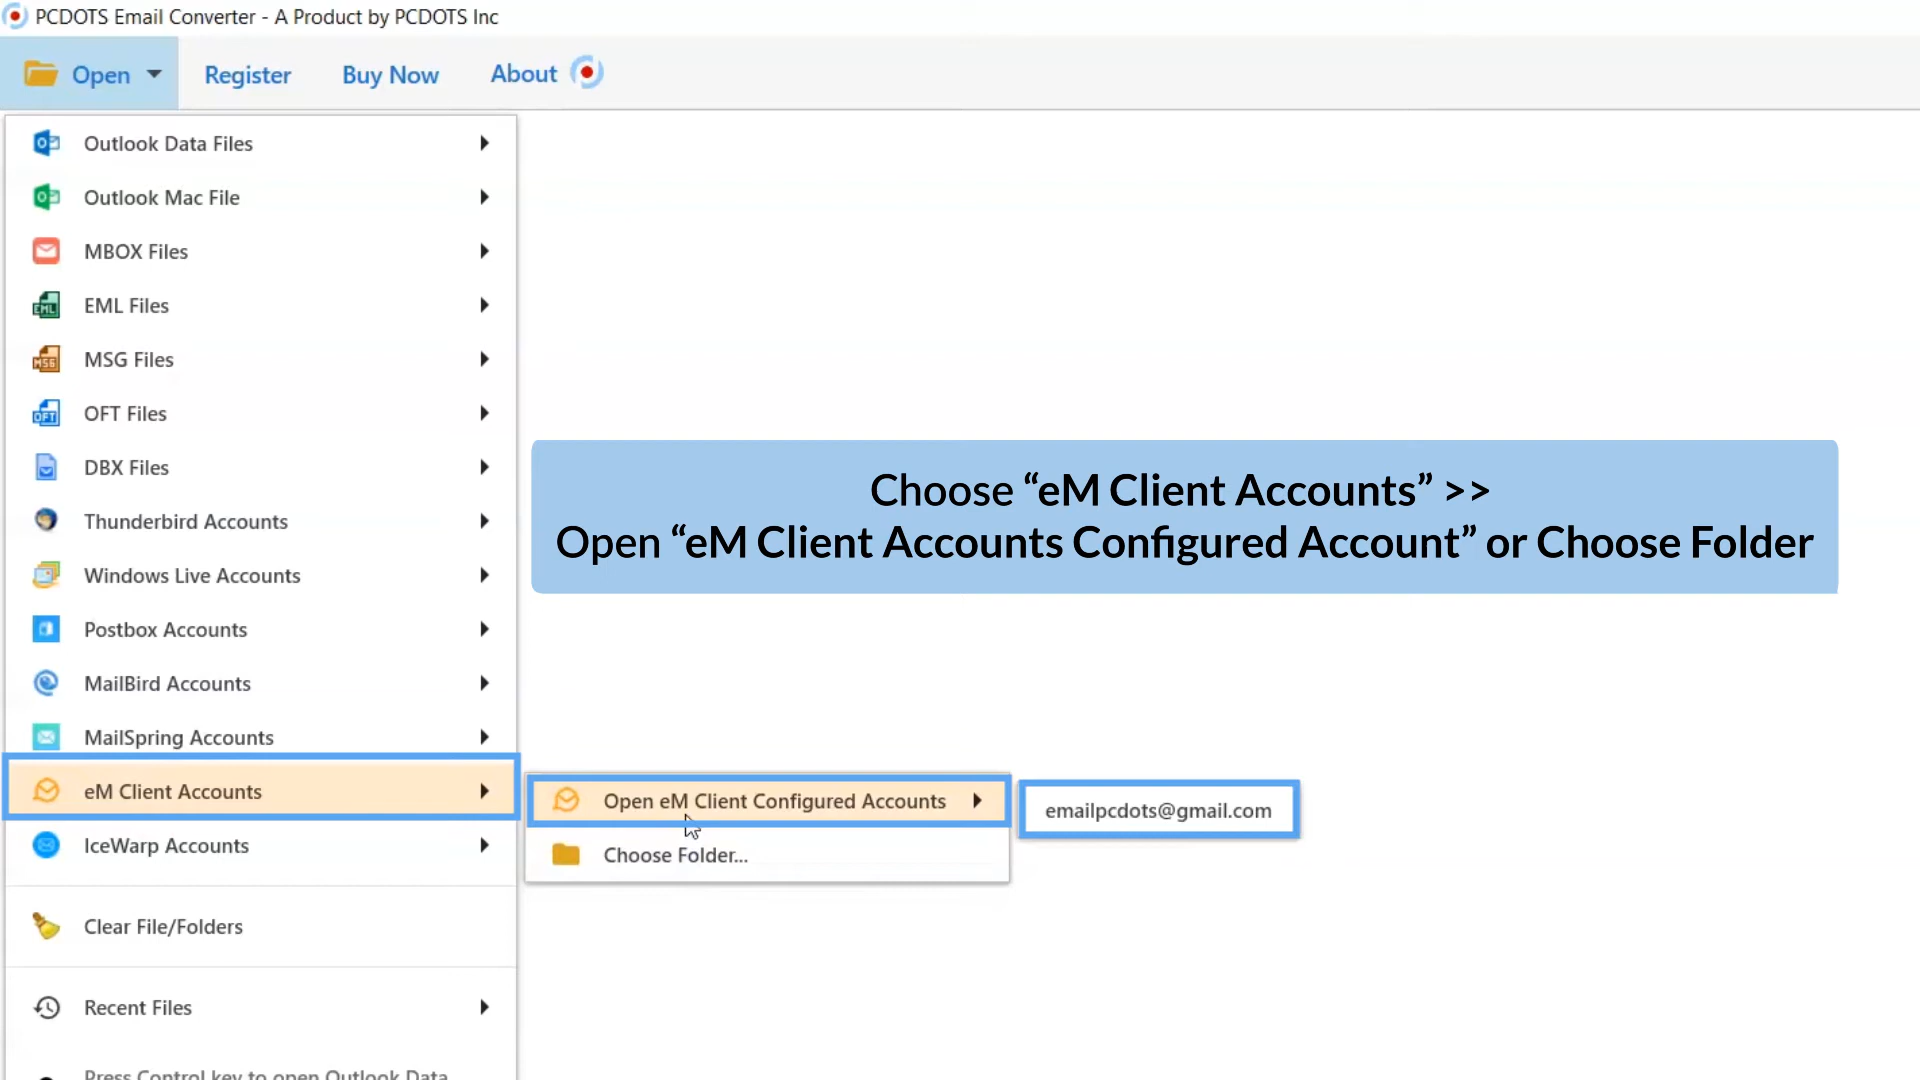 PCDOTS Email Converter - A Product by PCDOTS Inc
Open
Register
Buy Now
About
Outlook Data Files
Outlook Mac File
MBOX Files
EML Files
MSG Files
OFT Files
DBX Files
Thunderbird Accounts
Windows Live Accounts
Postbox Accounts
MailBird Accounts
MailSpring Accounts
eM Client Accounts
IceWarp Accounts
Clear File/Folders
Recent Files
Press Control key to open Outlook Data
Choose “eM Client Accounts” >>
Open “eM Client Accounts Configured Account” or Choose Folder
Open eM Client Configured Accounts
Choose Folder...
emailpcdots@gmail.com